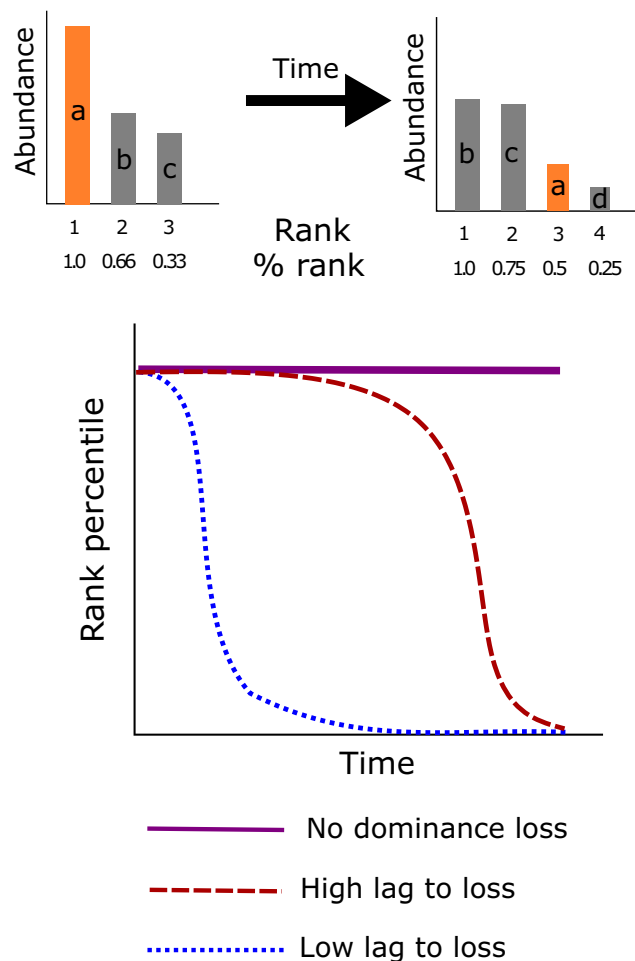 Abundance
a
b
c
1 2 3
1.0 0.66 0.33
Time
Rank
% rank
Abundance
b
c
a
d
1 2 3 4
1.0 0.75 0.5 0.25
Rank percentile
Time
No dominance loss
High lag to loss
Low lag to loss